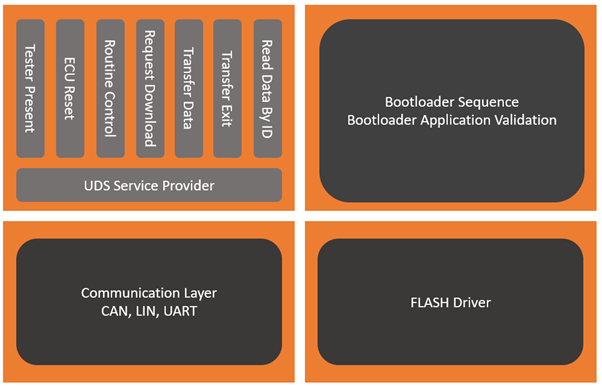 Tester Present
ECU Reset
Routine Control
Request Download
Transfer Data
Transfer Exit
Read Data By ID
UDS Service Provider
Bootloader Sequence
Bootloader Application Validation
Communication Layer
CAN, LIN, UART
FLASH Driver